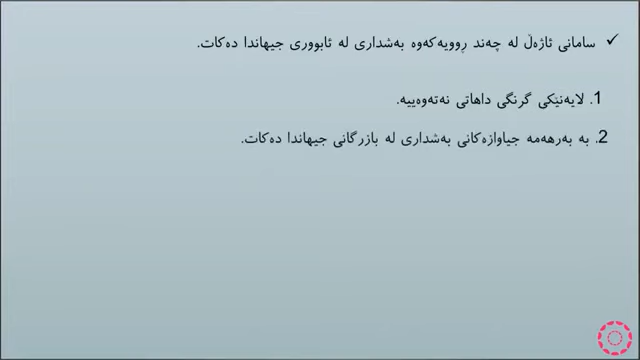 ✓ سامانی ئاژەڵ لە چەند ڕوویەکەوە بەشداری لە ئابووری جیهاندا دەکات.
1. لایەنێکی گرنگی داهاتی نەتەوەییە.
2. بە بەرهەمە جیاوازەکانی بەشداری لە بازرگانی جیهاندا دەکات.